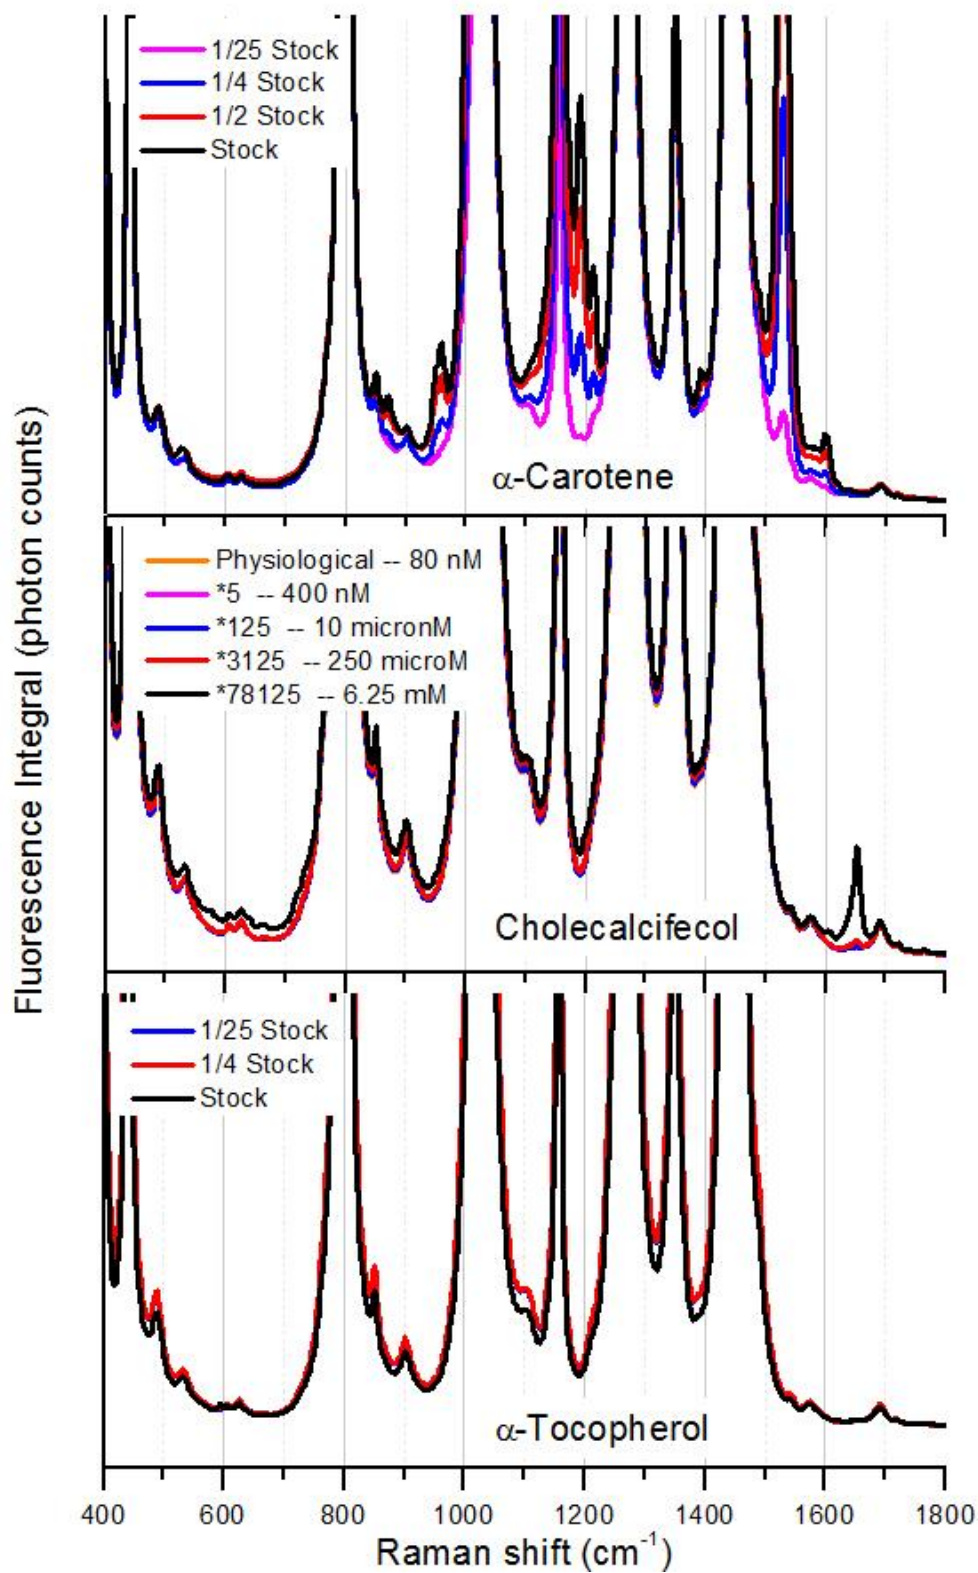 1/25 Stock
1/4 Stock
1/2 Stock
Stock
α-Carotene
Physiological -- 80 nM
*5 -- 400 nM
*125 -- 10 micronM
*3125 -- 250 microM
*78125 -- 6.25 mM
Cholecalcifecol
1/25 Stock
1/4 Stock
Stock
α-Tocopherol
Fluorescence Integral (photon counts)
400 600 800 1000 1200 1400 1600 1800
Raman shift (cm⁻¹)